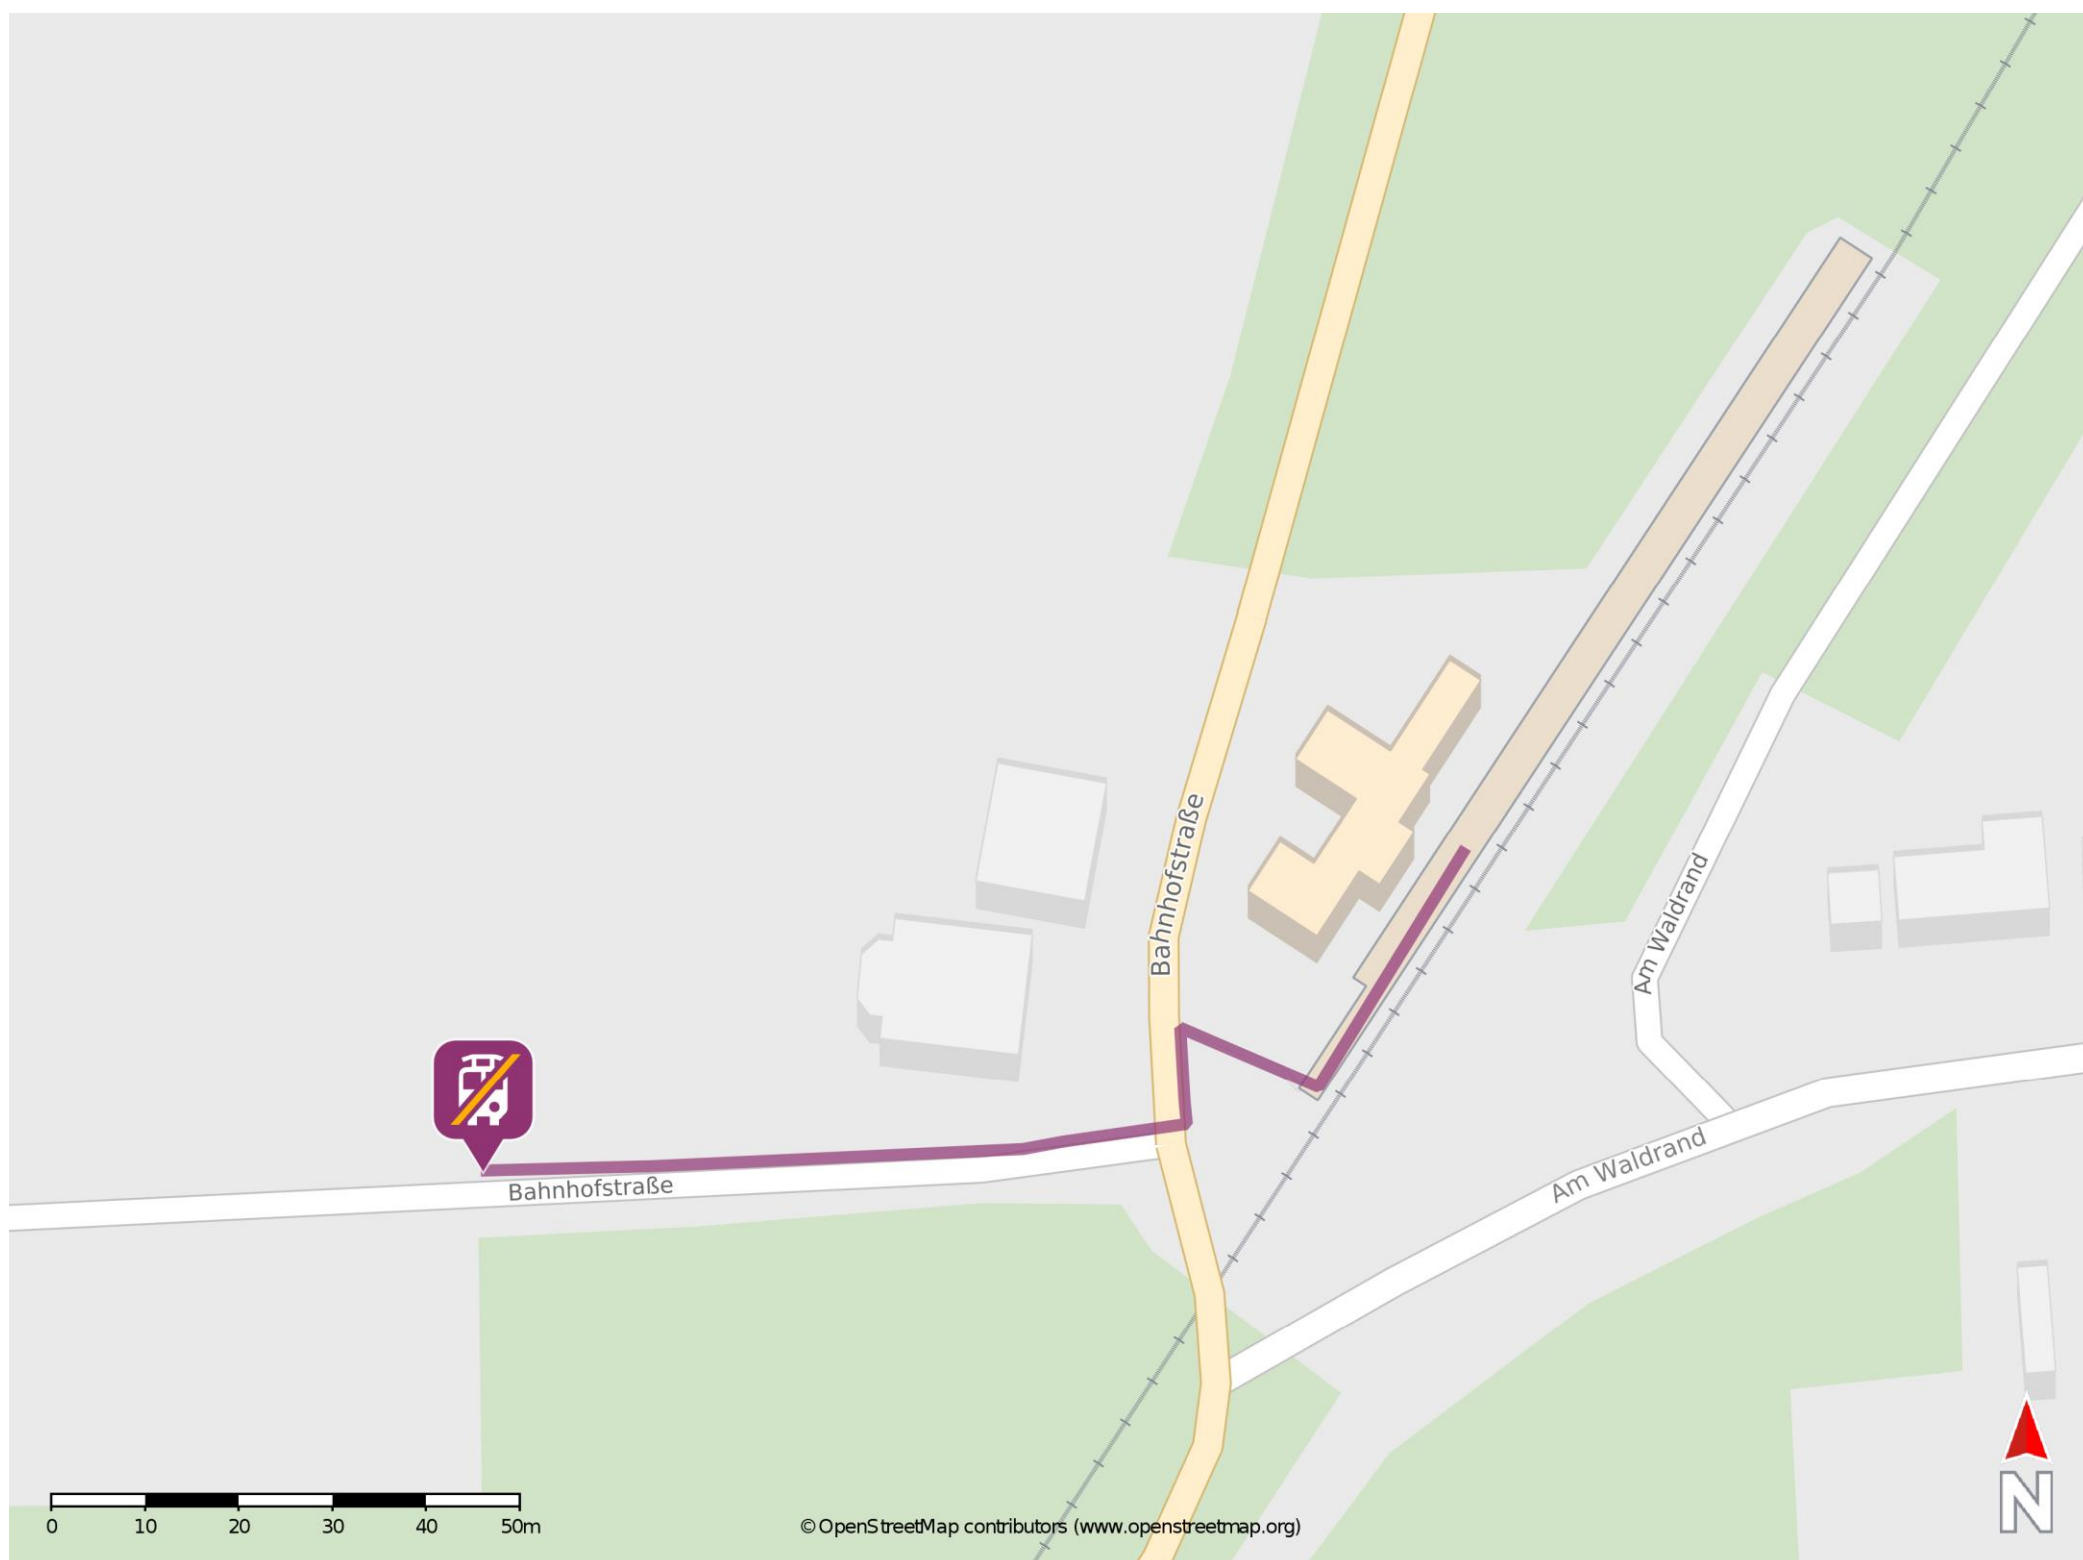 Bahnhofstraße
Am Waldrand
Am Waldrand
Bahnhofstraße
0 10 20 30 40 50m
© OpenStreetMap contributors (www.openstreetmap.org)
N